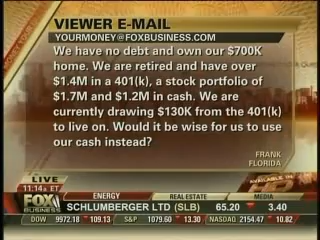 VIEWER E-MAIL
YOURMONEY@FOXBUSINESS.COM
We have no debt and own our $700K
home. We are retired and have over
$1.4M in a 401(k), a stock portfolio of
$1.7M and $1.2M in cash. We are
currently drawing $130K from the 401(k)
to live on. Would it be wise for us to use
our cash instead?
FRANK
FLORIDA
LIVE
11:14a ET
FOX
BUSINESS
ENERGY REAL ESTATE MEDIA
SCHLUMBERGER LTD (SLB) 65.20 3.40
DOW 9972.18 109.13 S&P 1079.60 13.30 NASDAQ 2154.47 10.82